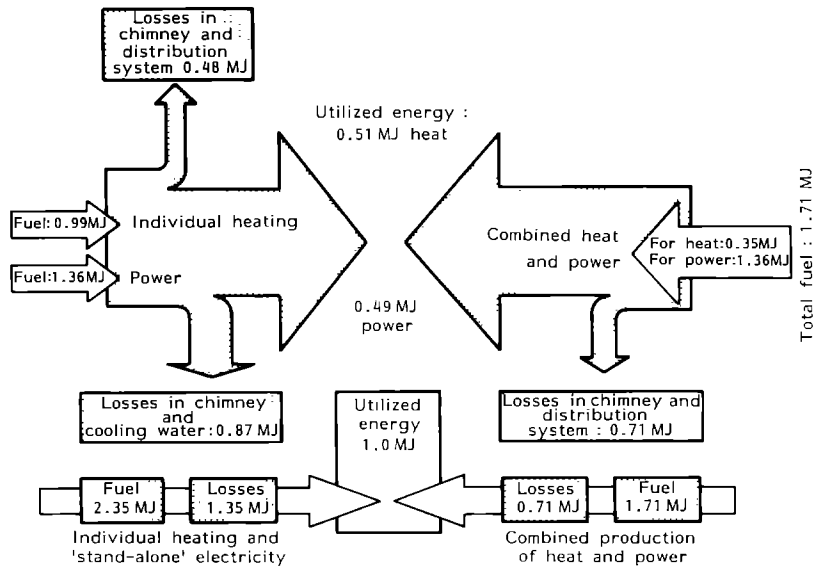 Losses in
chimney and
distribution
system 0.48 MJ
Utilized energy :
0.51 MJ heat
Fuel: 0.99MJ
Individual heating
Fuel:1.36MJ
Power
Combined heat
and power
For heat:0.35MJ
For power:1.36MJ
Total fuel : 1.71 MJ
0.49 MJ
power
Losses in chimney
and
cooling water:0.87 MJ
Utilized
energy
1.0 MJ
Losses in chimney and
distribution
system : 0.71 MJ
Fuel
2.35 MJ
Losses
1.35 MJ
Losses
0.71 MJ
Fuel
1.71 MJ
Individual heating and
'stand-alone' electricity
Combined production
of heat and power